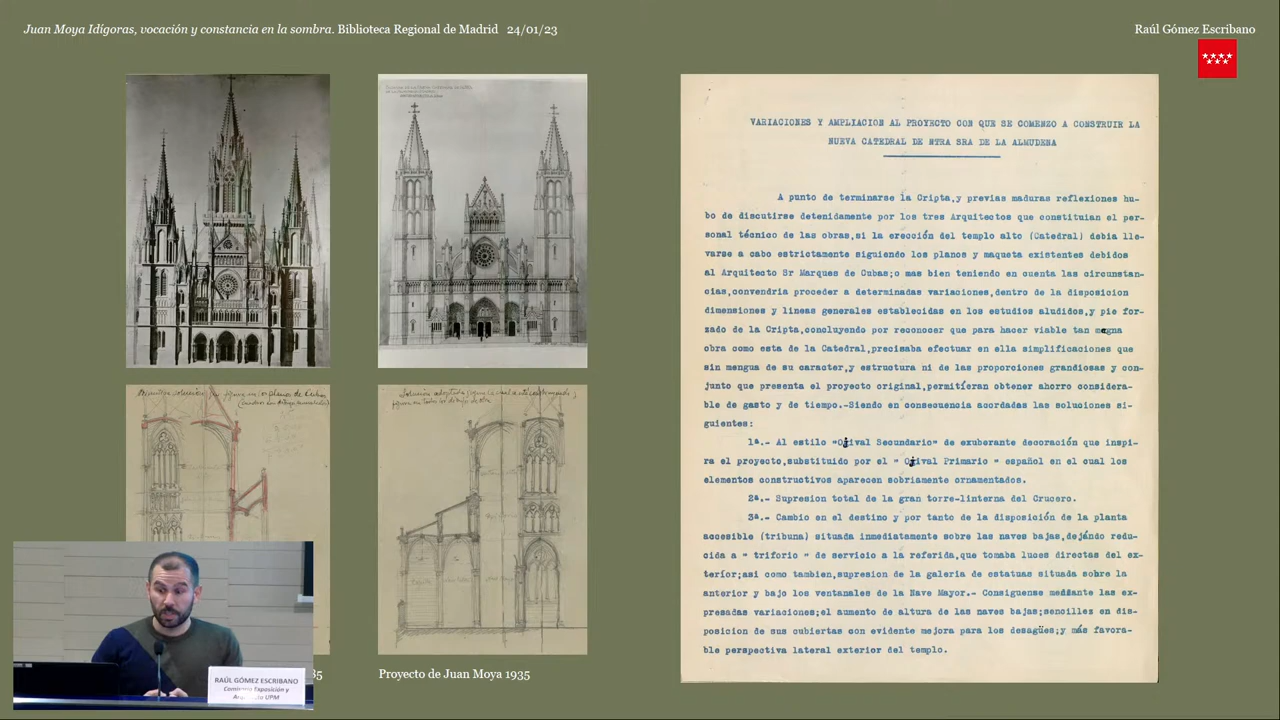 Juan Moya Idígoras, vocación y constancia en la sombra. Biblioteca Regional de Madrid 24/01/23
Raúl Gómez Escribano
VARIACIONES Y AMPLIACION AL PROYECTO CON QUE SE COMENZO A CONSTRUIR LA
NUEVA CATEDRAL DE NTRA SRA DE LA ALMUDENA
A punto de terminarse la Cripta,y previas maduras reflexiones hu-
bo de discutirse detenidamente por los tres Arquitectos que constituian el per-
sonal técnico de las obras,si la erección del templo alto (Catedral) debia lle-
varse a cabo estrictamente siguiendo los planos y maqueta existentes debidos
al Arquitecto Sr Marques de Cubas;o mas bien teniendo en cuenta las circunstan-
cias,convendria proceder a determinadas variaciones,dentro de la disposicion
dimensiones y lineas generales establecidas en los estudios aludidos,y pie for-
zado de la Cripta,concluyendo por reconocer que para hacer viable tan magna
obra como esta de la Catedral,precisaba efectuar en ella simplificaciones que
sin mengua de su caracter,y estructura ni de las proporciones grandiosas y con-
junto que presenta el proyecto original,permitieran obtener ahorro considera-
ble de gasto y de tiempo.-Siendo en consecuencia acordadas las soluciones si-
guientes:
1ª.- Al estilo "Ojival Secundario" de exuberante decoración que inspi-
ra el proyecto,substituido por el " Ojival Primario " español en el cual los
elementos constructivos aparecen sobriamente ornamentados.
2ª.- Supresion total de la gran torre-linterna del Crucero.
3ª.- Cambio en el destino y por tanto de la disposición de la planta
accesible (tribuna) situada inmediatamente sobre las naves bajas,dejándo redu-
cida a " triforio " de servicio a la referida,que tomaba luces directas del ex-
terior;asi como tambien,supresion de la galeria de estatuas situada sobre la
anterior y bajo los ventanales de la Nave Mayor.- Consiguense mediante las ex-
presadas variaciones;el aumento de altura de las naves bajas;sencilles en dis-
posicion de sus cubiertas con evidente mejora para los desagües;y más favora-
ble perspectiva lateral exterior del templo.
Proyecto de Juan Moya 1935
RAÚL GÓMEZ ESCRIBANO
Comisario Exposición y
Arquitecto UPM